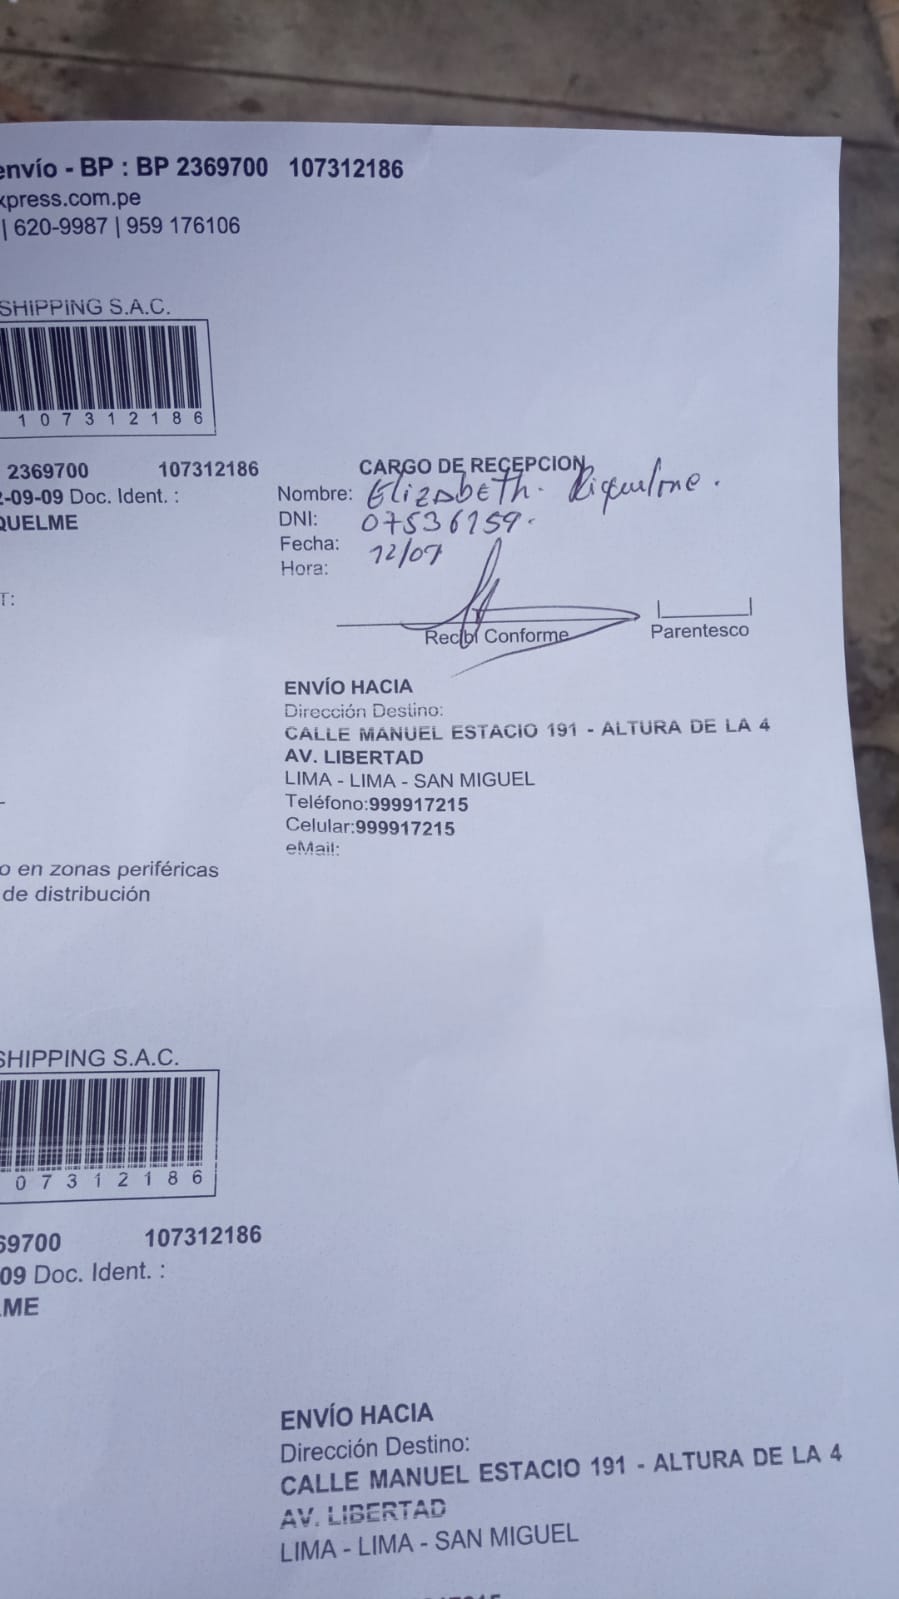 envío - BP : BP 2369700 107312186
xpress.com.pe
| 620-9987 | 959 176106
SHIPPING S.A.C.
1 0 7 3 1 2 1 8 6
2369700 107312186
2-09-09 Doc. Ident. :
QUELME
T:
CARGO DE RECEPCION
Nombre: Elizabeth. Riquelme.
DNI: 07536159.
Fecha: 12/07
Hora:
Recibí Conforme
Parentesco
ENVÍO HACIA
Dirección Destino:
CALLE MANUEL ESTACIO 191 - ALTURA DE LA 4
AV. LIBERTAD
LIMA - LIMA - SAN MIGUEL
Teléfono:999917215
Celular:999917215
eMail:
o en zonas periféricas
de distribución
SHIPPING S.A.C.
0 7 3 1 2 1 8 6
69700 107312186
09 Doc. Ident. :
LME
ENVÍO HACIA
Dirección Destino:
CALLE MANUEL ESTACIO 191 - ALTURA DE LA 4
AV. LIBERTAD
LIMA - LIMA - SAN MIGUEL